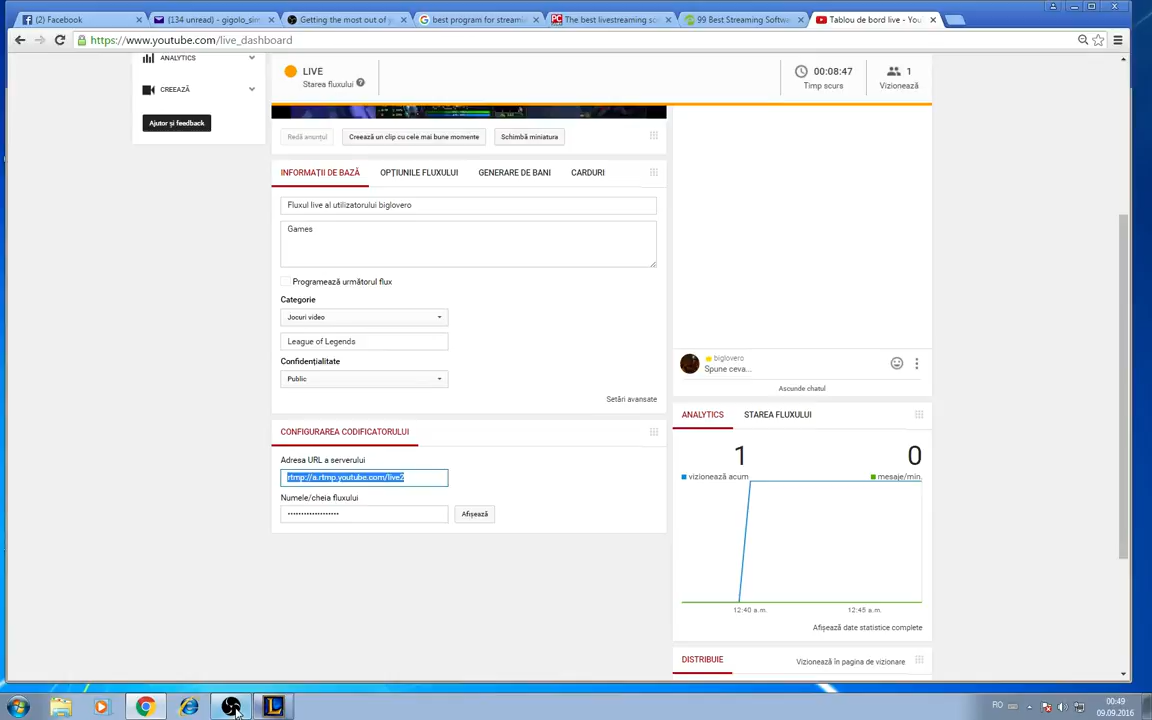 (2) Facebook
(134 unread) - gigolo_sim
Getting the most out of y
best program for streami
The best livestreaming so
99 Best Streaming Softwa
Tablou de bord live - You
https://www.youtube.com/live_dashboard
ANALYTICS
CREEAZĂ
Ajutor și feedback
LIVE
Starea fluxului
00:08:47
Timp scurs
1
Vizionează
Redă anunțul
Creează un clip cu cele mai bune momente
Schimbă miniatura
INFORMAȚII DE BAZĂ
OPȚIUNILE FLUXULUI
GENERARE DE BANI
CARDURI
Fluxul live al utilizatorului biglovero
Games
Programează următorul flux
Categorie
Jocuri video
League of Legends
Confidențialitate
Public
Setări avansate
biglovero
Spune ceva...
Ascunde chatul
CONFIGURAREA CODIFICATORULUI
Adresa URL a serverului
rtmp://a.rtmp.youtube.com/live2
Numele/cheia fluxului
Afișează
ANALYTICS
STAREA FLUXULUI
1
0
vizionează acum
mesaje/min.
12:40 a.m.
12:45 a.m.
Afișează date statistice complete
DISTRIBUIE
Vizionează în pagina de vizionare
RO
00:49
09.09.2016